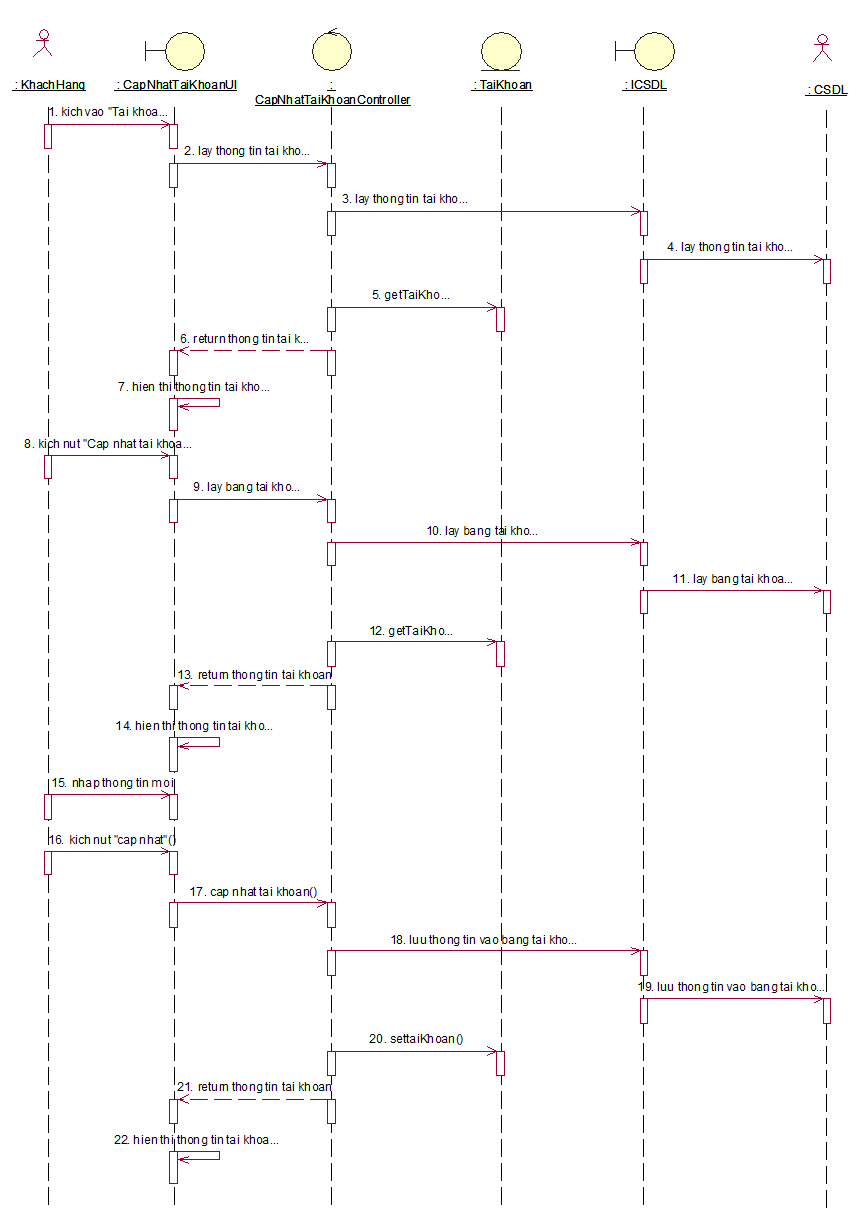 : KhachHang
: CapNhatTaiKhoanUI
:
CapNhatTaiKhoanController
: TaiKhoan
: ICSDL
: CSDL
1. kich vao "Tai khoa...
2. lay thong tin tai kho...
3. lay thong tin tai kho...
4. lay thong tin tai kho...
5. getTaiKho...
6. return thong tin tai k...
7. hien thi thong tin tai kho...
8. kich nut "Cap nhat tai khoa...
9. lay bang tai kho...
10. lay bang tai kho...
11. lay bang tai khoa...
12. getTaiKho...
13. return thong tin tai khoan
14. hien thi thong tin tai kho...
15. nhap thong tin moi
16. kich nut "cap nhat"()
17. cap nhat tai khoan()
18. luu thong tin vao bang tai kho...
19. luu thong tin vao bang tai kho...
20. settaiKhoan()
21. return thong tin tai khoan
22. hien thi thong tin tai khoa...